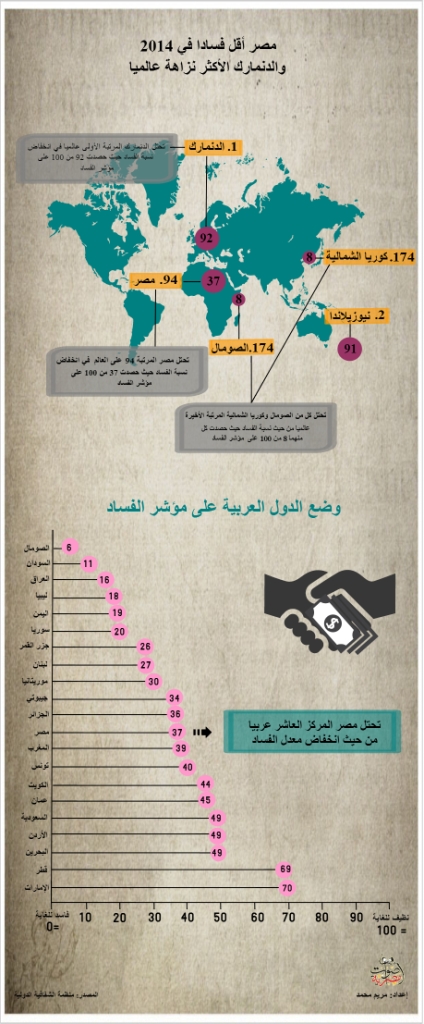 مصر أقل فسادا في 2014
والدنمارك الأكثر نزاهة عالميا
1. الدنمارك
تحتل الدنمارك المرتبة الأولى عالميا في انخفاض
نسبة الفساد حيث حصدت 92 من 100 على
مؤشر الفساد
92
174. كوريا الشمالية
8
94. مصر
37
8
2. نيوزيلاندا
91
174. الصومال
تحتل مصر المرتبة 94 على العالم في انخفاض
نسبة الفساد حيث حصدت 37 من 100 على
مؤشر الفساد
تحتل كل من الصومال وكوريا الشمالية المرتبة الأخيرة
عالميا من حيث نسبة الفساد حيث حصدت كل
منهما 8 من 100 على مؤشر الفساد
وضع الدول العربية على مؤشر الفساد
الصومال 6
السودان 11
العراق 16
ليبيا 18
اليمن 19
سوريا 20
جزر القمر 26
لبنان 27
موريتانيا 30
جيبوتي 34
الجزائر 36
مصر 37
المغرب 39
تونس 40
الكويت 44
عمان 45
السعودية 49
الأردن 49
البحرين 49
قطر 69
الإمارات 70
تحتل مصر المركز العاشر عربيا
من حيث انخفاض معدل الفساد
فاسد للغاية
0=
10 20 30 40 50 60 70 80 90
نظيف للغاية
100 =
أصوات مصرية
إعداد: مريم محمد
المصدر: منظمة الشفافية الدولية